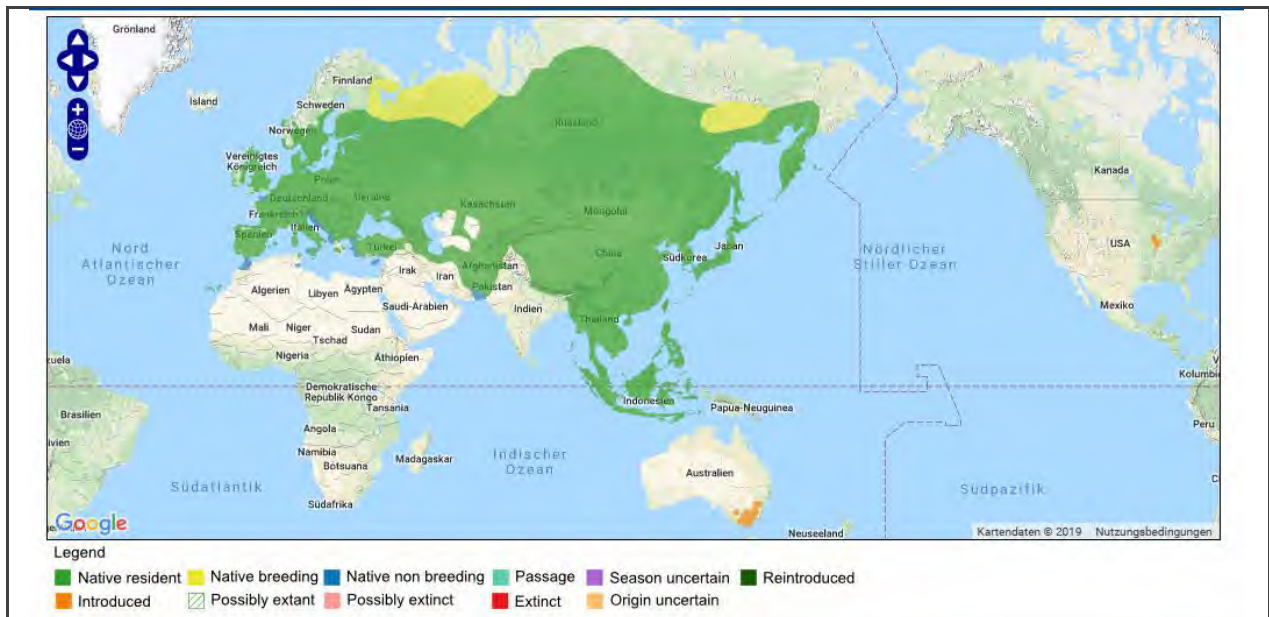 Grönland
Finnland
Island
Schweden
Norwegen
Russland
Vereinigtes
Königreich
Kanada
Polen
Deutschland
Ukraine
Kasachstan
Frankreich
Mongolei
Italien
USA
Spanien
Nord
Atlantischer
Ozean
Türkei
China
Japan
Südkorea
Nördlicher
Stiller Ozean
Afghanistan
Irak
Iran
Pakistan
Algerien
Libyen
Ägypten
Saudi-Arabien
Indien
Mexiko
Mali
Niger
Sudan
Thailand
Tschad
Nigeria
Äthiopien
zuela
Kolumbie
Demokratische
Republik Kongo
Indonesien
Papua-Neuguinea
Tansania
Brasilien
Peru
Angola
ivien
Namibia
Madagaskar
Indischer
Ozean
Botsuana
Australien
Südatlantik
Südpazifik
Südafrika
Google
Neuseeland
Kartendaten © 2019
Nutzungsbedingungen
Legend
Native resident Native breeding Native non breeding Passage Season uncertain Reintroduced
Introduced Possibly extant Possibly extinct Extinct Origin uncertain